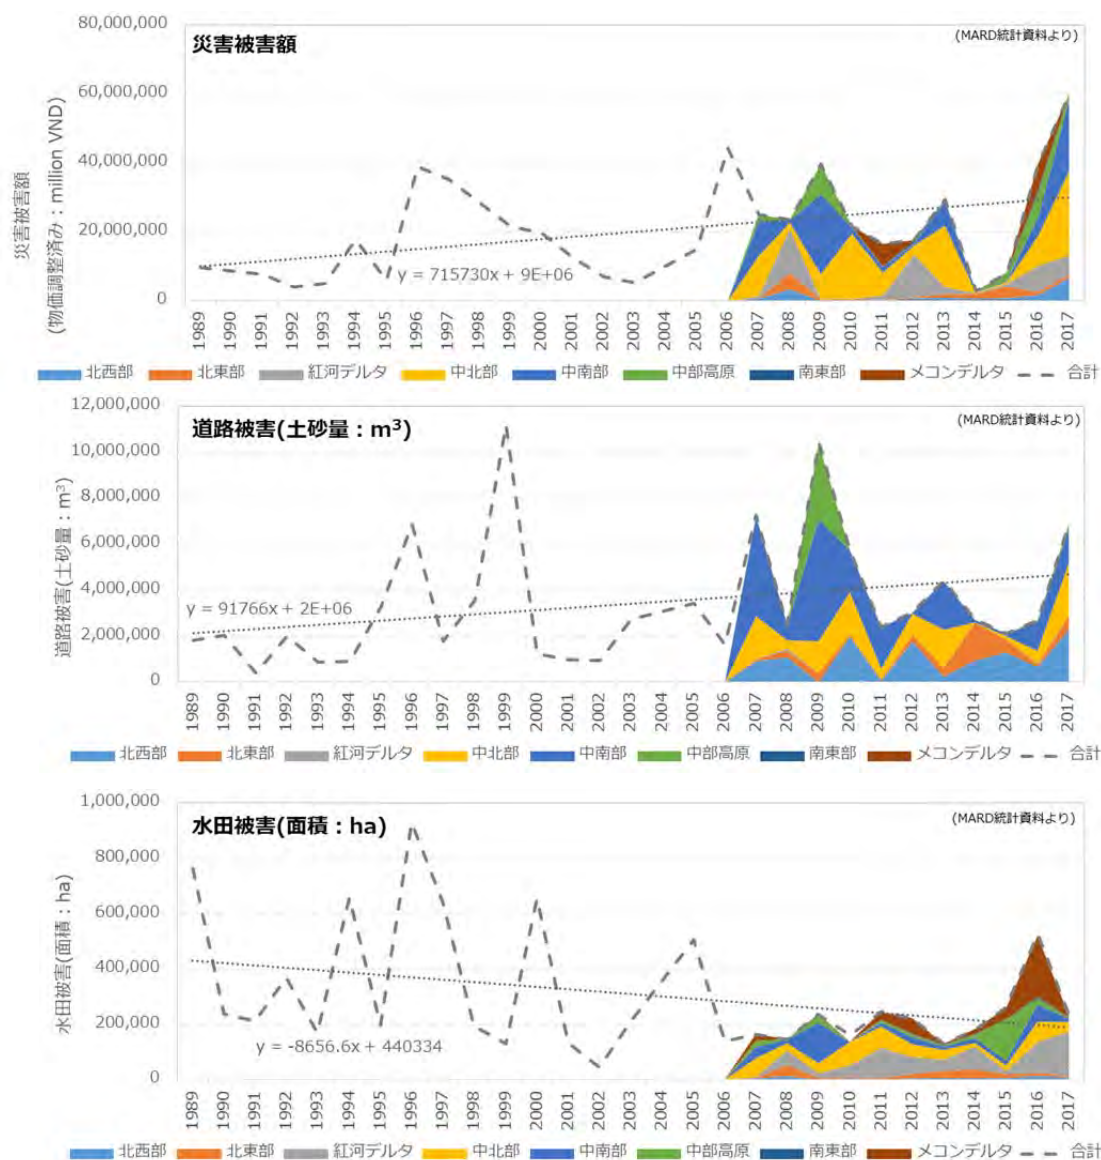 災害被害額
(MARD統計資料より)
災害被害額
(物価調整済み：million VND)
80,000,000
60,000,000
40,000,000
20,000,000
0
y = 715730x + 9E+06
1989 1990 1991 1992 1993 1994 1995 1996 1997 1998 1999 2000 2001 2002 2003 2004 2005 2006 2007 2008 2009 2010 2011 2012 2013 2014 2015 2016 2017
北西部 北東部 紅河デルタ 中北部 中南部 中部高原 南東部 メコンデルタ 合計
道路被害(土砂量：m³)
(MARD統計資料より)
道路被害(土砂量：m³)
12,000,000
10,000,000
8,000,000
6,000,000
4,000,000
2,000,000
0
y = 91766x + 2E+06
1989 1990 1991 1992 1993 1994 1995 1996 1997 1998 1999 2000 2001 2002 2003 2004 2005 2006 2007 2008 2009 2010 2011 2012 2013 2014 2015 2016 2017
北西部 北東部 紅河デルタ 中北部 中南部 中部高原 南東部 メコンデルタ 合計
水田被害(面積：ha)
(MARD統計資料より)
水田被害(面積：ha)
1,000,000
800,000
600,000
400,000
200,000
0
y = -8656.6x + 440334
1989 1990 1991 1992 1993 1994 1995 1996 1997 1998 1999 2000 2001 2002 2003 2004 2005 2006 2007 2008 2009 2010 2011 2012 2013 2014 2015 2016 2017
北西部 北東部 紅河デルタ 中北部 中南部 中部高原 南東部 メコンデルタ 合計